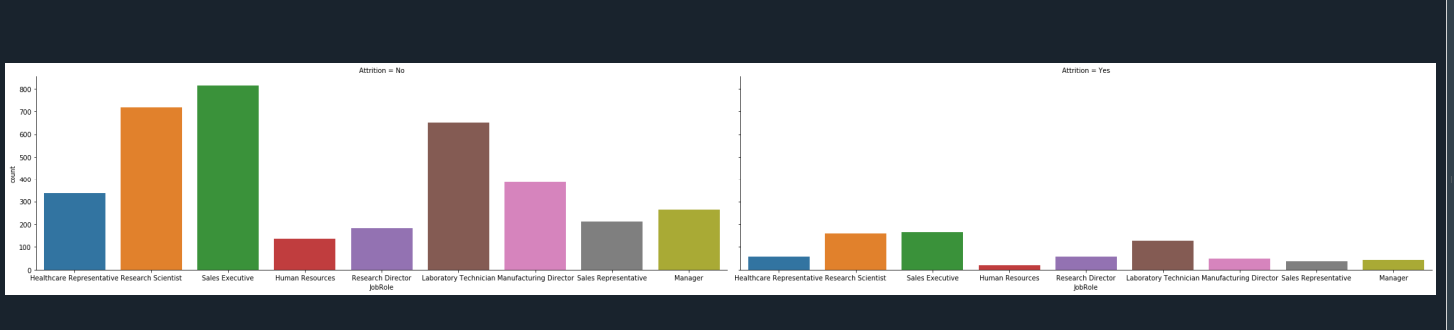 Attrition = No
800
700
600
500
400
300
200
100
0
count
Healthcare Representative Research Scientist Sales Executive Human Resources Research Director Laboratory Technician Manufacturing Director Sales Representative Manager
JobRole
Attrition = Yes
Healthcare Representative Research Scientist Sales Executive Human Resources Research Director Laboratory Technician Manufacturing Director Sales Representative Manager
JobRole